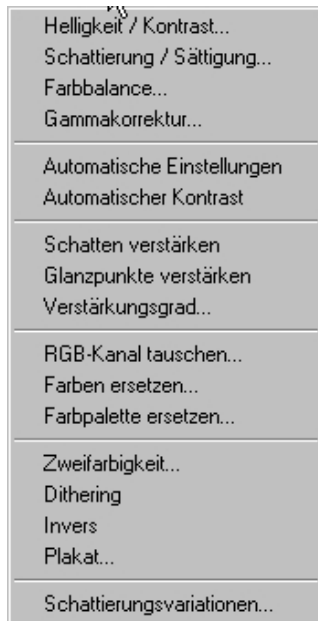 Helligkeit / Kontrast...
Schattierung / Sättigung...
Farbbalance...
Gammakorrektur...
Automatische Einstellungen
Automatischer Kontrast
Schatten verstärken
Glanzpunkte verstärken
Verstärkungsgrad...
RGB-Kanal tauschen...
Farben ersetzen...
Farbpalette ersetzen...
Zweifarbigkeit...
Dithering
Invers
Plakat...
Schattierungsvariationen...